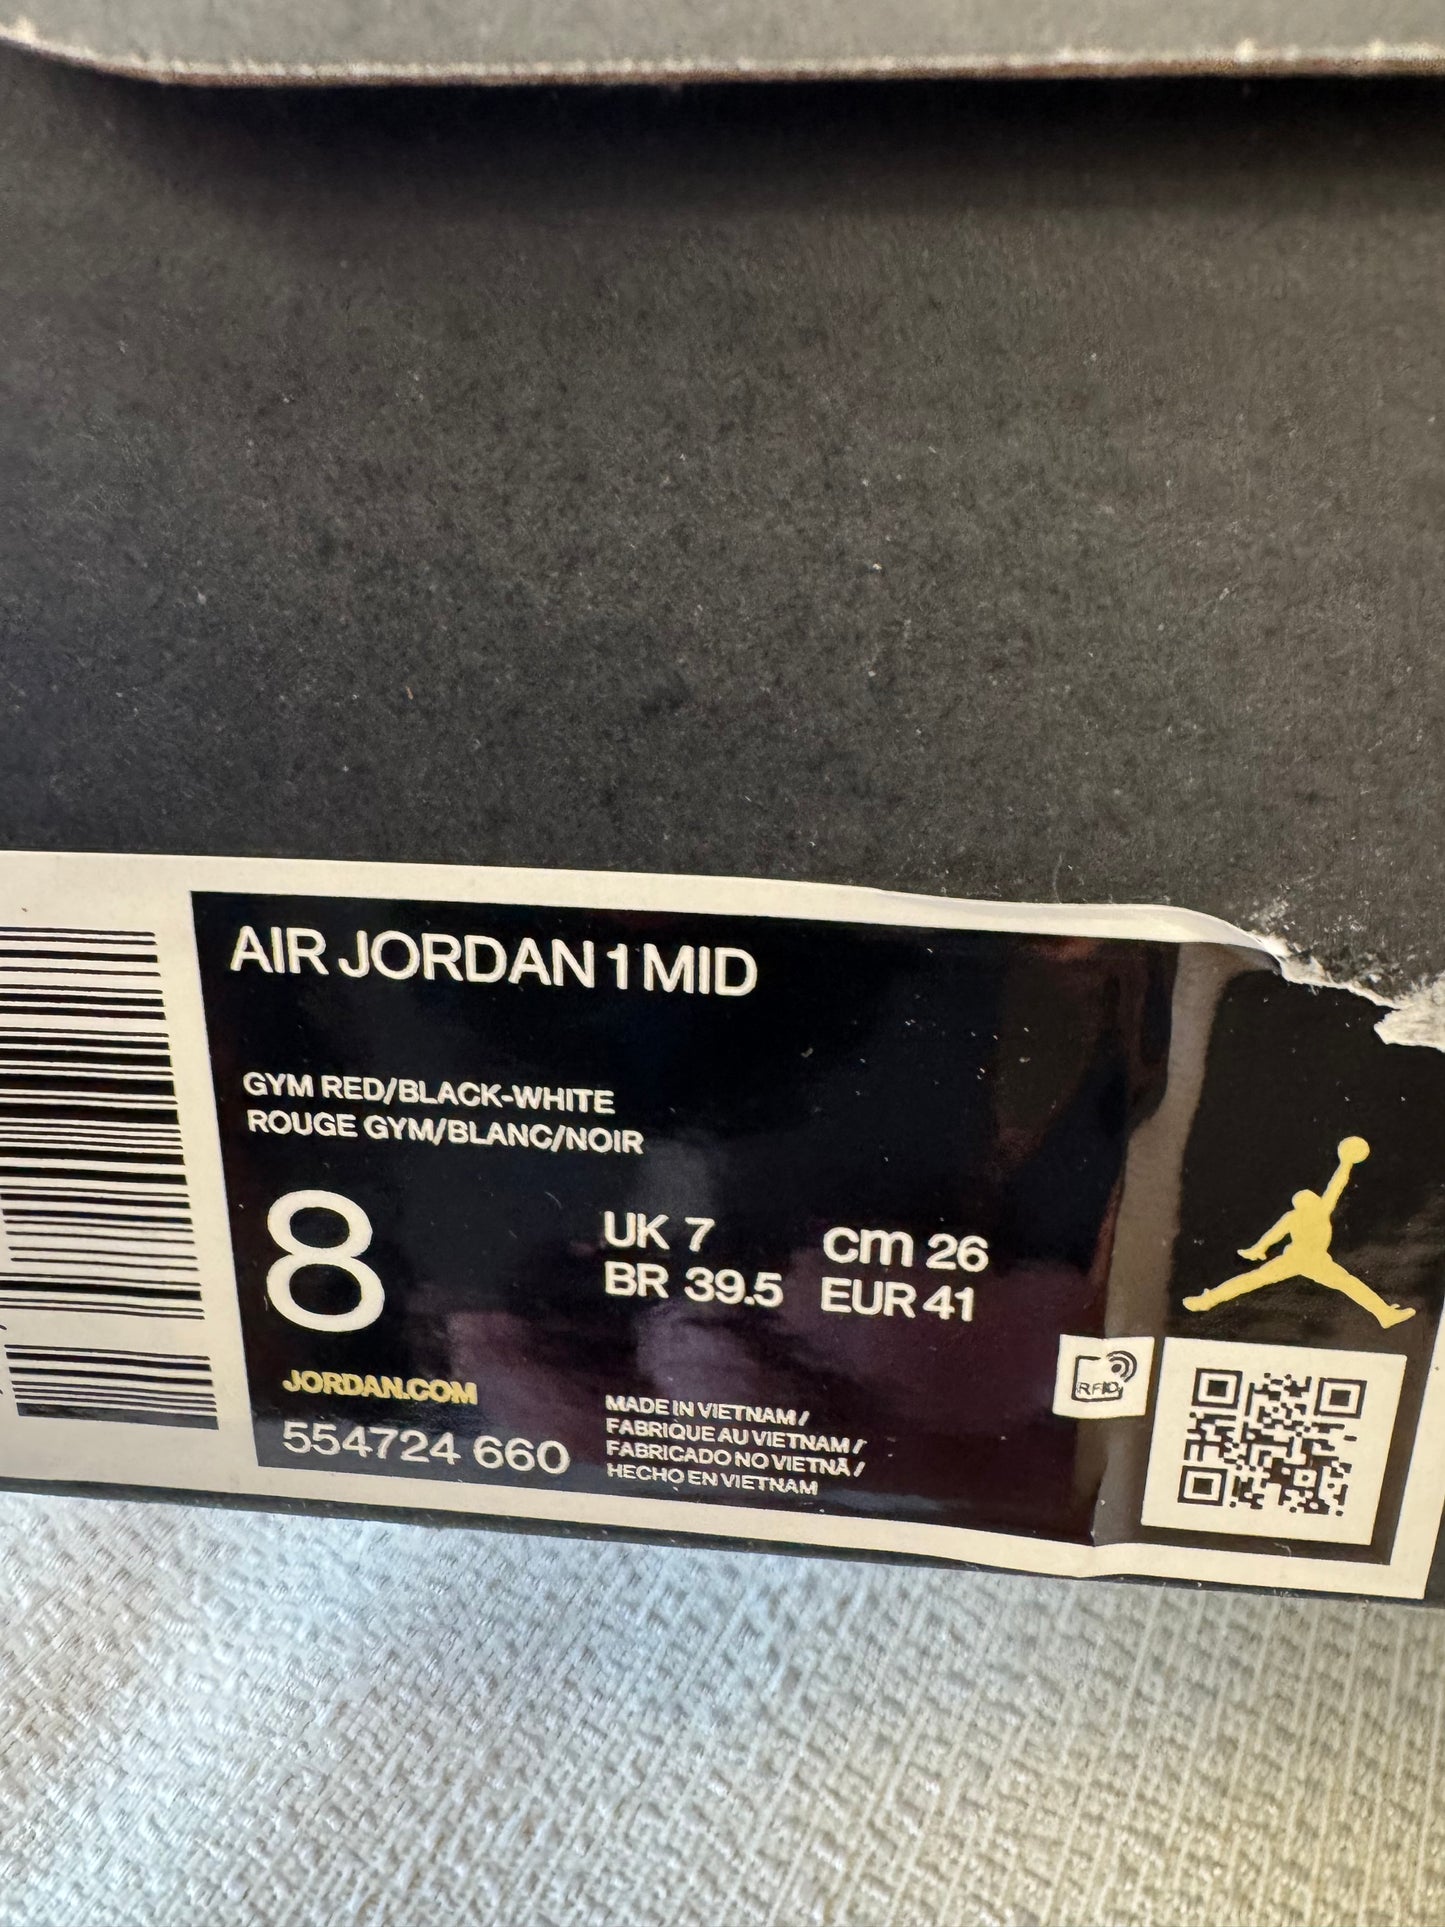 AIR JORDAN 1 MID
GYM RED/BLACK-WHITE
ROUGE GYM/BLANC/NOIR
8
UK 7
cm 26
BR 39.5
EUR 41
JORDAN.COM
554724 660
MADE IN VIETNAM /
FABRIQUE AU VIETNAM /
FABRICADO NO VIETNÃ /
HECHO EN VIETNAM
RFID